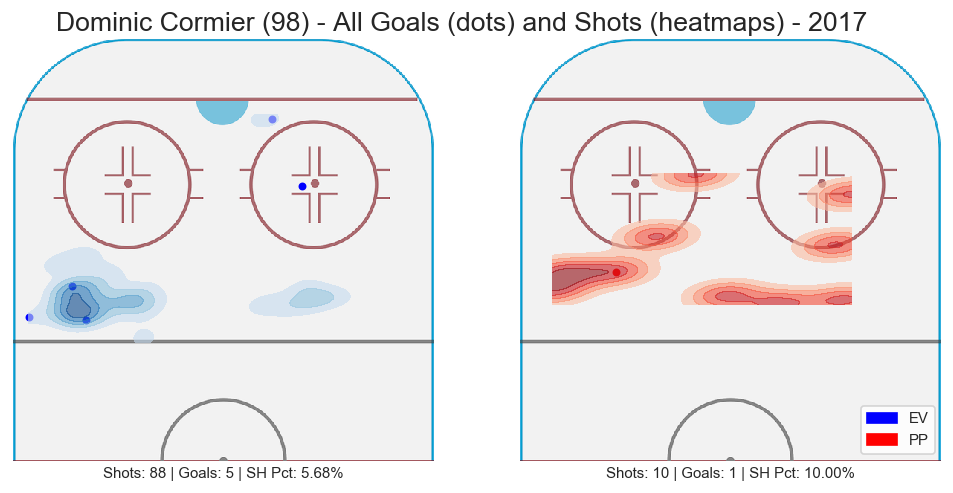 Dominic Cormier (98) - All Goals (dots) and Shots (heatmaps) - 2017
EV
PP
Shots: 88 | Goals: 5 | SH Pct: 5.68%
Shots: 10 | Goals: 1 | SH Pct: 10.00%